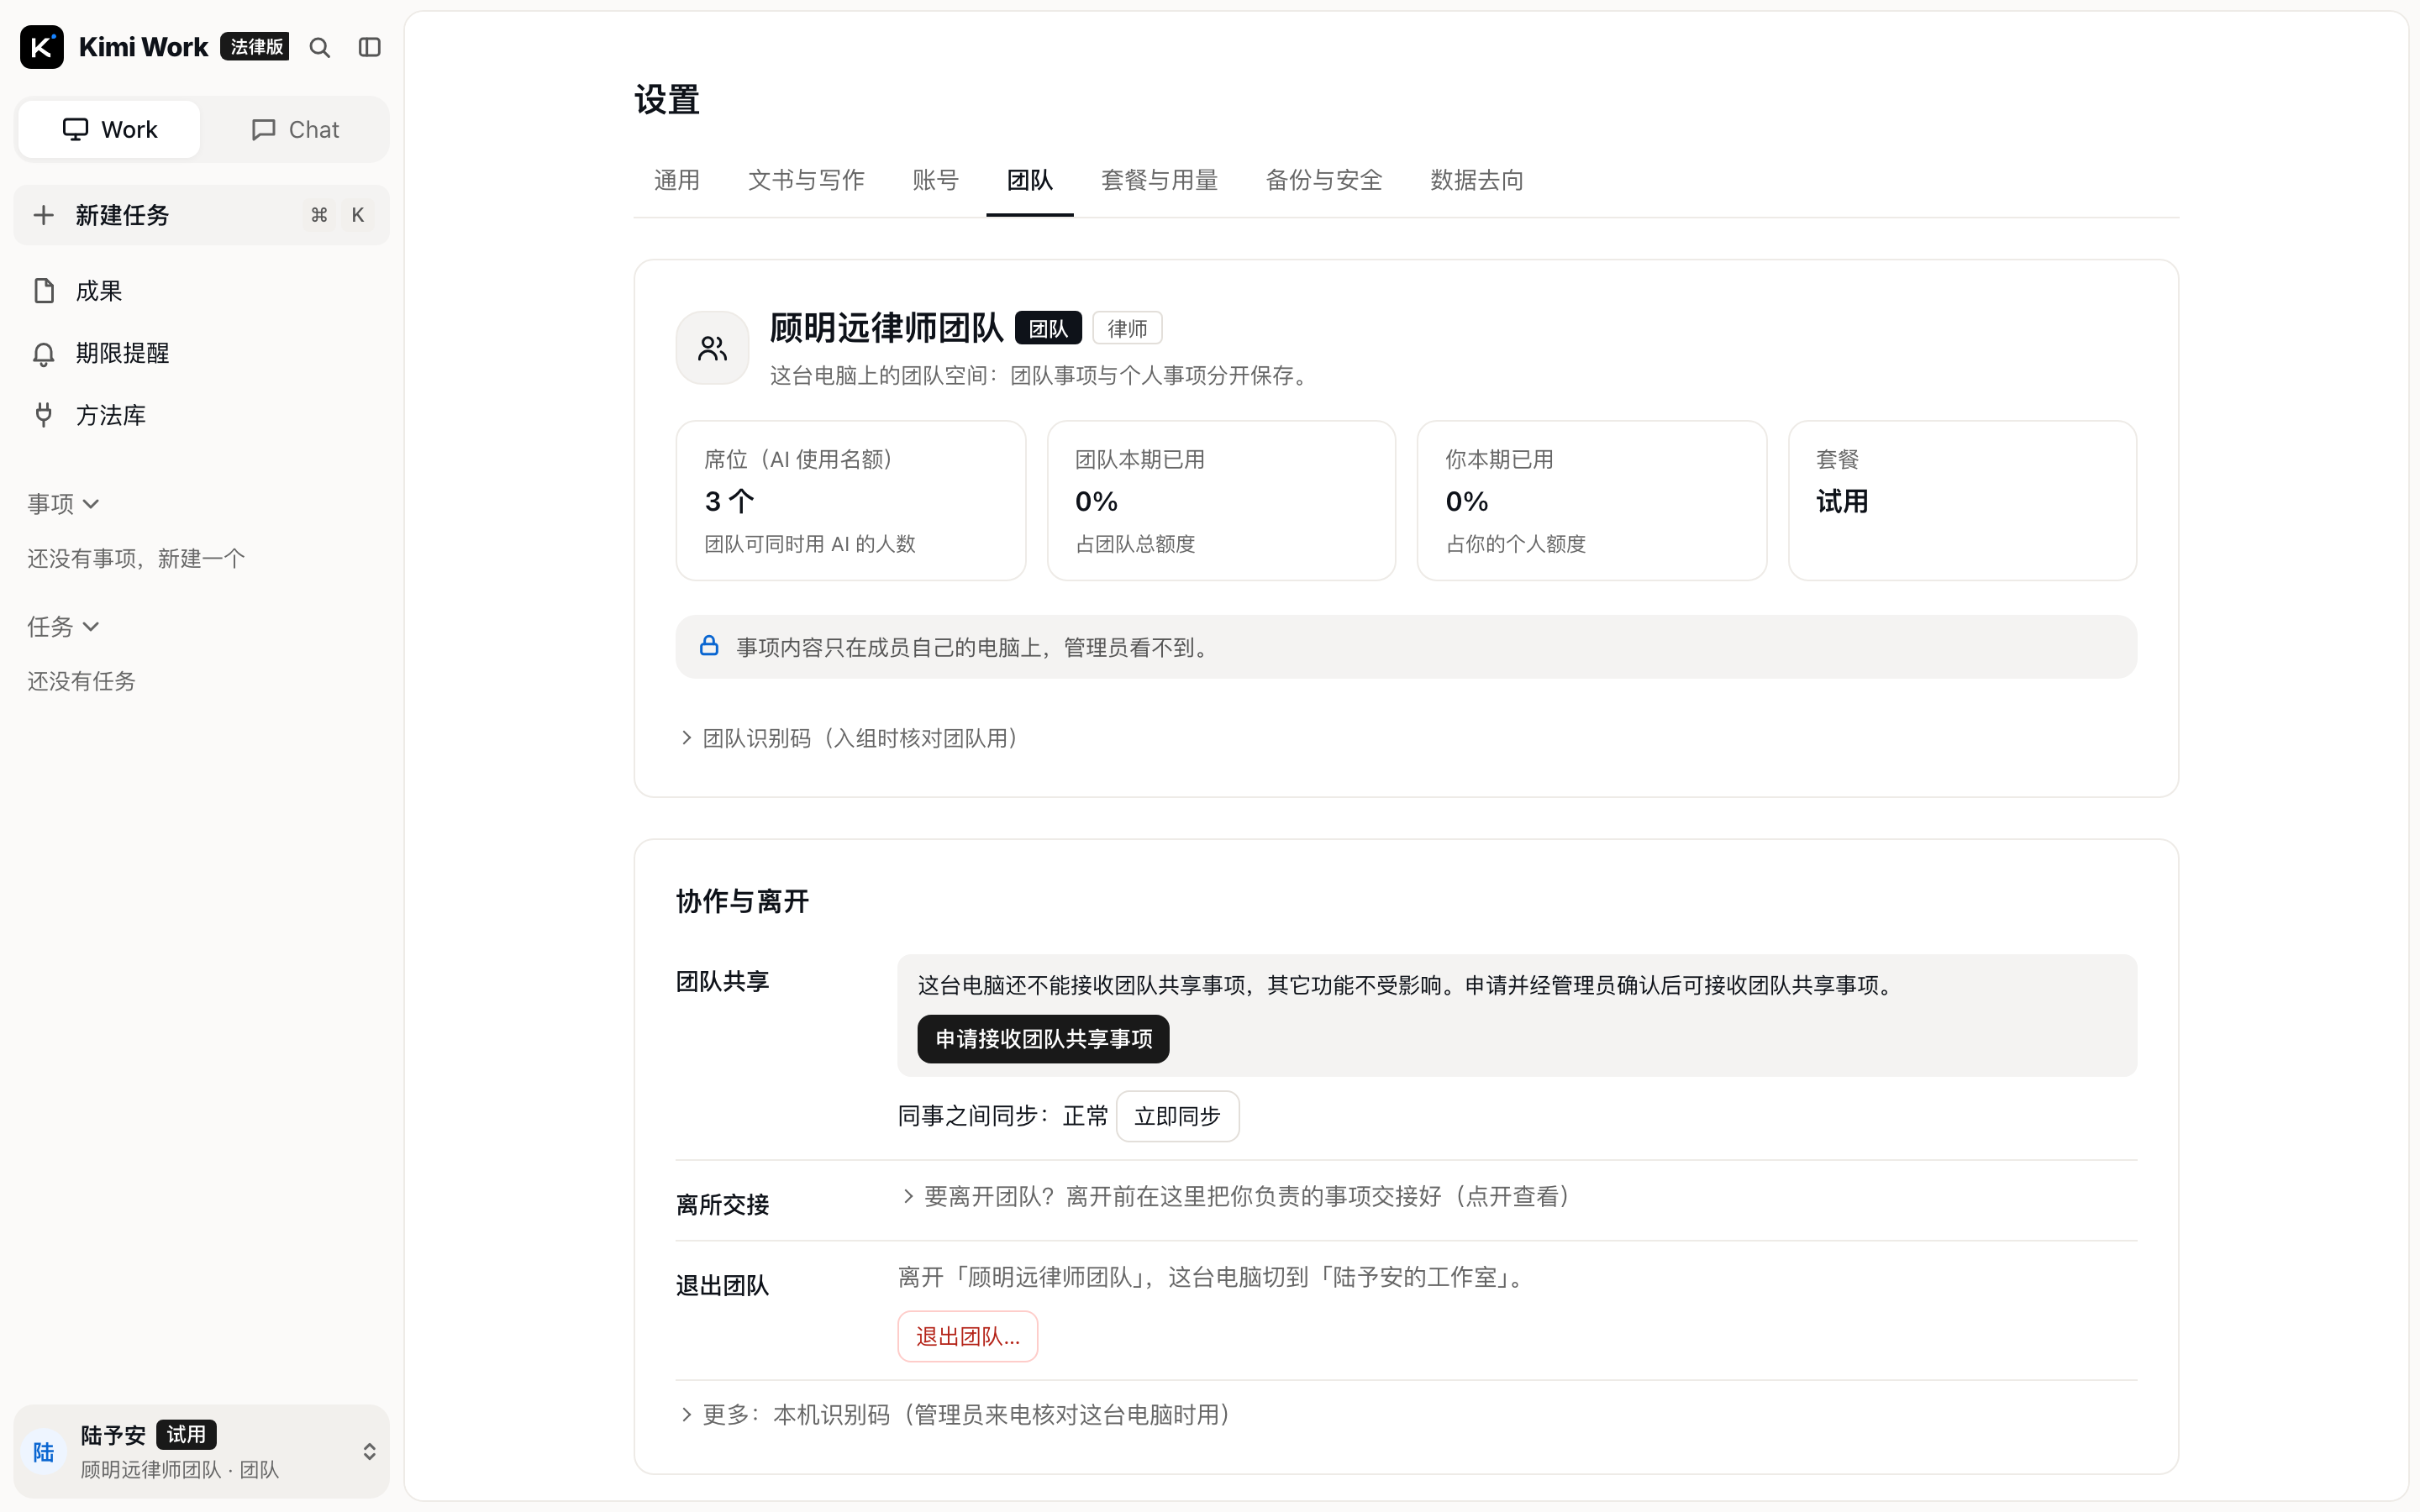 Kimi Work 法律版
Work
Chat
新建任务 ⌘ K
成果
期限提醒
方法库
事项
还没有事项，新建一个
任务
还没有任务
陆 陆予安 试用
顾明远律师团队 · 团队
设置
通用 文书与写作 账号 团队 套餐与用量 备份与安全 数据去向
顾明远律师团队 团队 律师
这台电脑上的团队空间：团队事项与个人事项分开保存。
席位（AI 使用名额）
3 个
团队可同时用 AI 的人数
团队本期已用
0%
占团队总额度
你本期已用
0%
占你的个人额度
套餐
试用
事项内容只在成员自己的电脑上，管理员看不到。
团队识别码（入组时核对团队用）
协作与离开
团队共享
这台电脑还不能接收团队共享事项，其它功能不受影响。申请并经管理员确认后可接收团队共享事项。
申请接收团队共享事项
同事之间同步：正常 立即同步
离所交接
要离开团队？离开前在这里把你负责的事项交接好（点开查看）
退出团队
离开「顾明远律师团队」，这台电脑切到「陆予安的工作室」。
退出团队...
更多：本机识别码（管理员来电核对这台电脑时用）